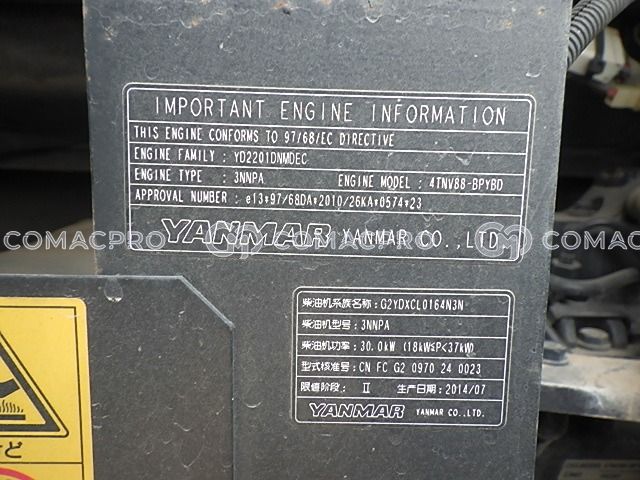 IMPORTANT ENGINE INFORMATION
THIS ENGINE CONFORMS TO 97/68/EC DIRECTIVE
ENGINE FAMILY : YD2201DNMDEC
ENGINE TYPE : 3NNPA ENGINE MODEL : 4TNV88-BPYBD
APPROVAL NUMBER : e13*97/68DA*2010/26KA*0574*23
YANMAR YANMAR CO.,LTD.
COMACPRO COMACPRO COMACPRO COMACPRO
柴油机系族名称: G2YDXCL0164N3N
柴油机型号: 3NNPA
柴油机功率: 30.0kW (18kW≤P<37kW)
型式核准号: CN FC G2 0970 24 0023
限值阶段: II 生产日期: 2014/07
YANMAR YANMAR CO.,LTD.
ど